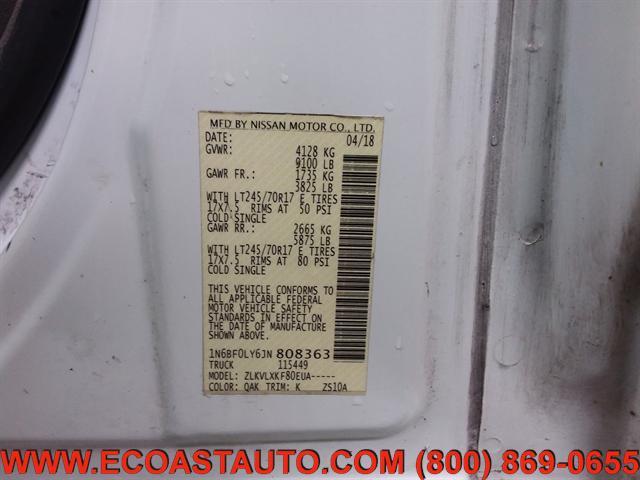 MFD BY NISSAN MOTOR CO., LTD.
DATE: 04/18
GVWR: 4128 KG
9100 LB
GAWR FR.: 1735 KG
3825 LB
WITH LT245/70R17 E TIRES
17X7.5 RIMS AT 50 PSI
COLD SINGLE
GAWR RR.: 2665 KG
5875 LB
WITH LT245/70R17 E TIRES
17X7.5 RIMS AT 80 PSI
COLD SINGLE
THIS VEHICLE CONFORMS TO
ALL APPLICABLE FEDERAL
MOTOR VEHICLE SAFETY
STANDARDS IN EFFECT ON
THE DATE OF MANUFACTURE
SHOWN ABOVE.
1N6BF0LY6JN 808363
TRUCK 115449
MODEL: ZLKVLXKF80EUA-----
COLOR: QAK TRIM: K ZS10A
WWW.ECOASTAUTO.COM (800) 869-0655